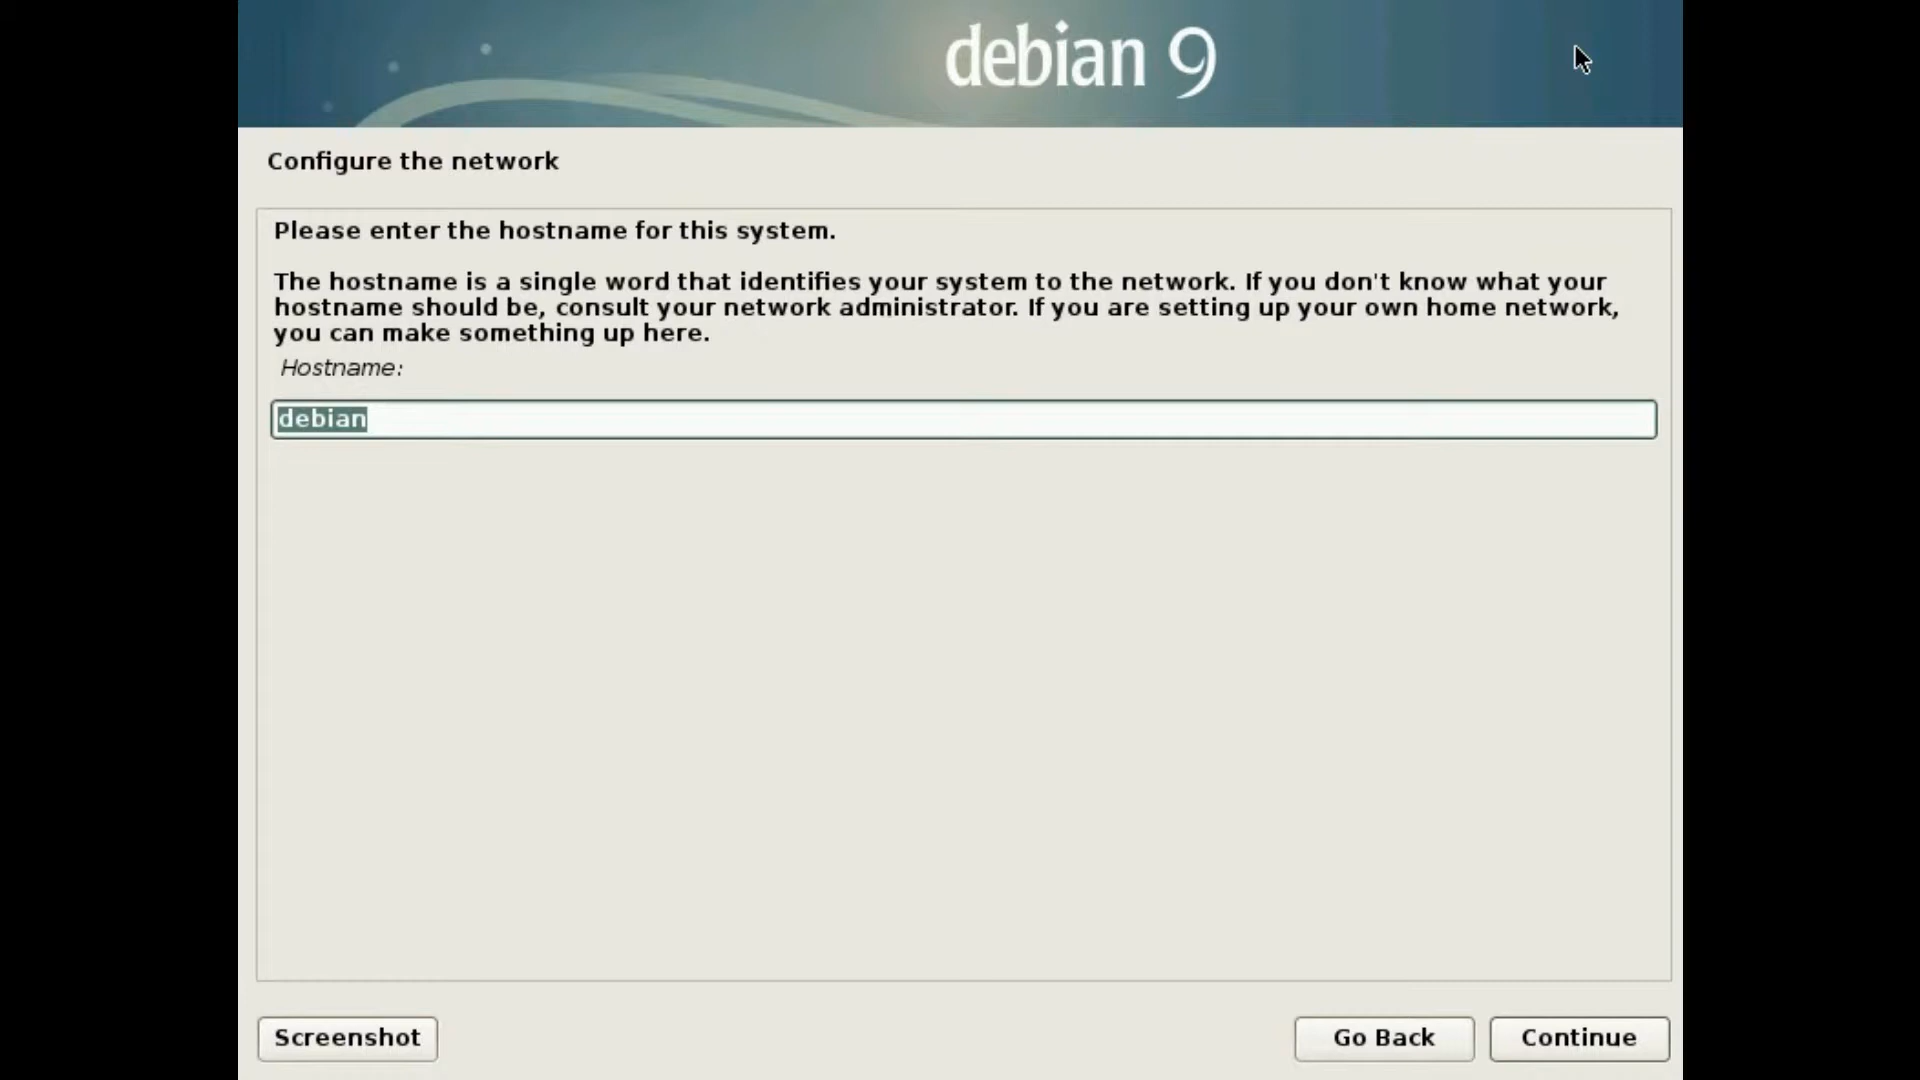 debian 9
Configure the network
Please enter the hostname for this system.
The hostname is a single word that identifies your system to the network. If you don't know what your
hostname should be, consult your network administrator. If you are setting up your own home network,
you can make something up here.
Hostname:
debian
Screenshot
Go Back
Continue